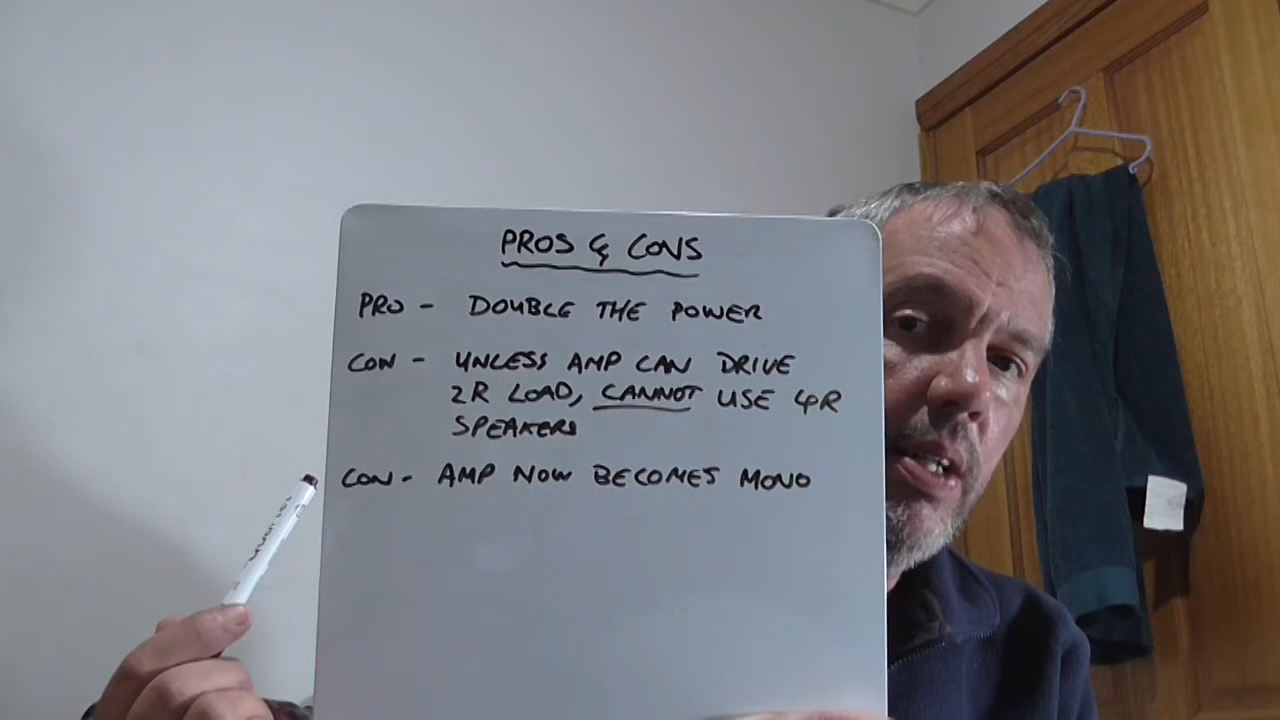 PROS & CONS
PRO - DOUBLE THE POWER
CON - UNLESS AMP CAN DRIVE
2R LOAD, CANNOT USE 4R
SPEAKERS
CON - AMP NOW BECOMES MONO